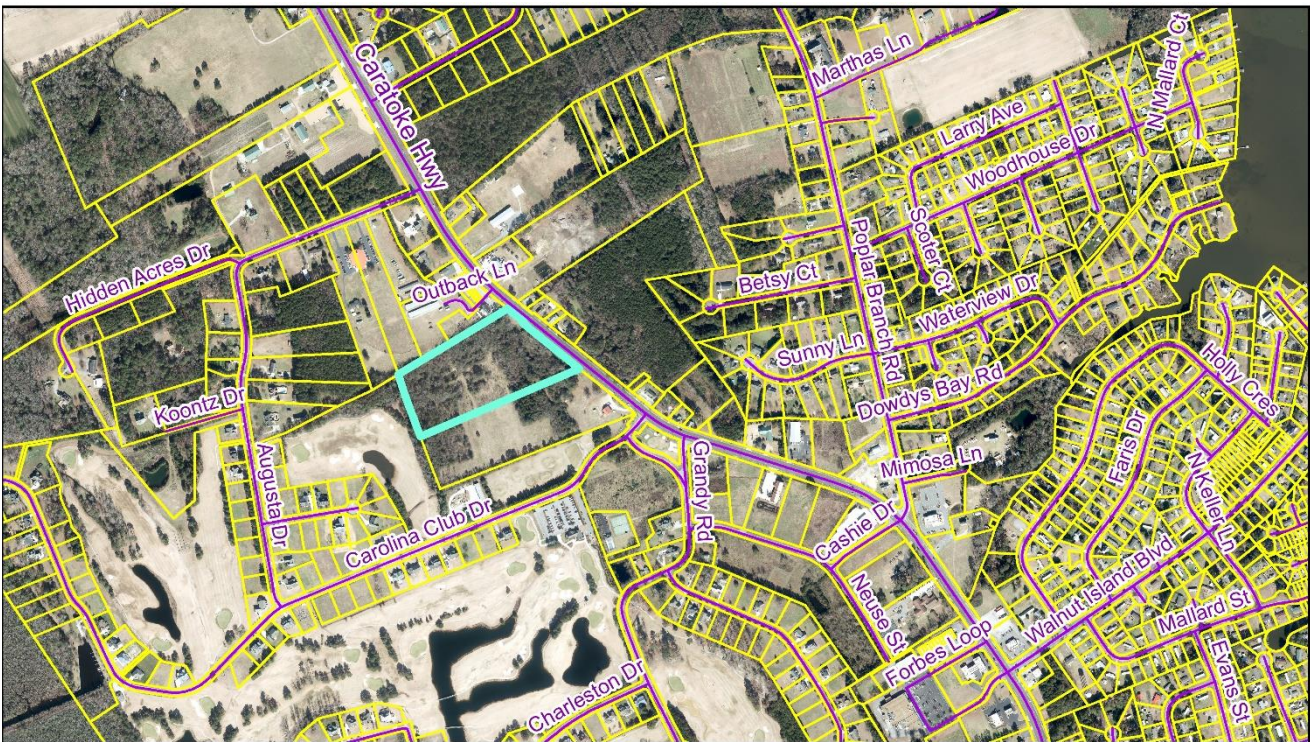 Caratoke Hwy
Marthas Ln
N Mallard Ct
Larry Ave
Woodhouse Dr
Hidden Acres Dr
Outback Ln
Poplar Branch Rd
Scoter Ct
Betsy Ct
Waterview Dr
Sunny Ln
Dowdys Bay Rd
Holly Cres
Koontz Dr
Augusta Dr
Carolina Club Dr
Grandy Rd
Mimosa Ln
Faris Dr
N Keller Ln
Cashie Dr
Neuse St
Walnut Island Blvd
Mallard St
Forbes Loop
Evans St
Charleston Dr